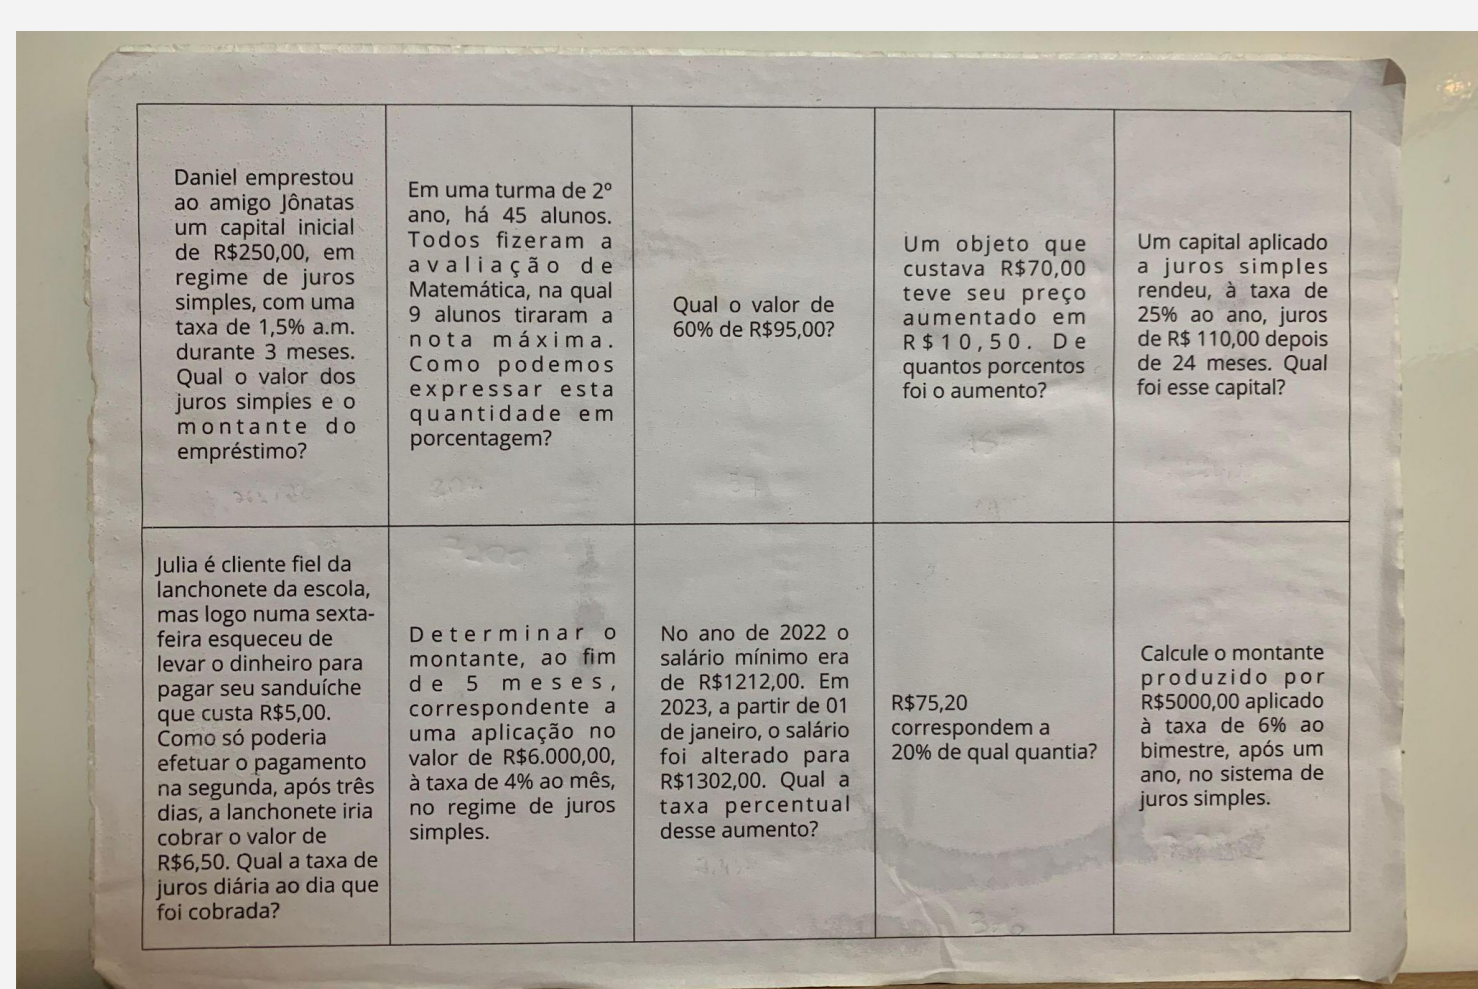 Daniel emprestou
ao amigo Jônatas
um capital inicial
de R$250,00, em
regime de juros
simples, com uma
taxa de 1,5% a.m.
durante 3 meses.
Qual o valor dos
juros simples e o
montante do
empréstimo?
Em uma turma de 2º
ano, há 45 alunos.
Todos fizeram a
avaliação de
Matemática, na qual
9 alunos tiraram a
nota máxima.
Como podemos
expressar esta
quantidade em
porcentagem?
Qual o valor de
60% de R$95,00?
Um objeto que
custava R$70,00
teve seu preço
aumentado em
R$10,50. De
quantos porcentos
foi o aumento?
Um capital aplicado
a juros simples
rendeu, à taxa de
25% ao ano, juros
de R$ 110,00 depois
de 24 meses. Qual
foi esse capital?
Julia é cliente fiel da
lanchonete da escola,
mas logo numa sexta-
feira esqueceu de
levar o dinheiro para
pagar seu sanduíche
que custa R$5,00.
Como só poderia
efetuar o pagamento
na segunda, após três
dias, a lanchonete iria
cobrar o valor de
R$6,50. Qual a taxa de
juros diária ao dia que
foi cobrada?
Determinar o
montante, ao fim
de 5 meses,
correspondente a
uma aplicação no
valor de R$6.000,00,
à taxa de 4% ao mês,
no regime de juros
simples.
No ano de 2022 o
salário mínimo era
de R$1212,00. Em
2023, a partir de 01
de janeiro, o salário
foi alterado para
R$1302,00. Qual a
taxa percentual
desse aumento?
R$75,20
correspondem a
20% de qual quantia?
Calcule o montante
produzido por
R$5000,00 aplicado
à taxa de 6% ao
bimestre, após um
ano, no sistema de
juros simples.